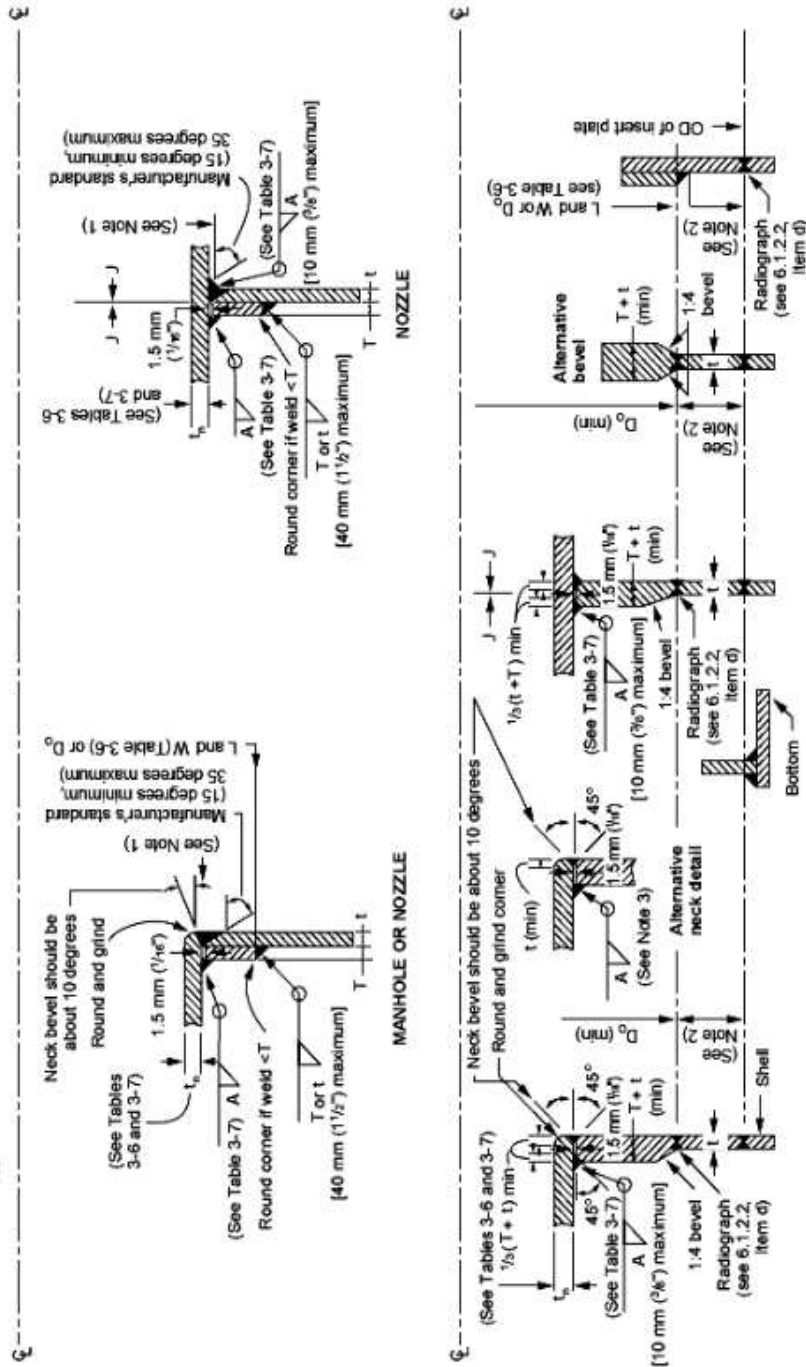 ℄
℄
Neck bevel should be
about 10 degrees
Round and grind
1.5 mm (1/16")
tn
(See Tables
3-6 and 3-7)
(See Table 3-7)
A
Round corner if weld <T
T or t
[40 mm (1 1/2") maximum]
T
t
(See Note 1)
Manufacturer's standard
(15 degrees minimum,
35 degrees maximum)
L and W (Table 3-6) or Do
MANHOLE OR NOZZLE
(See Tables 3-6
and 3-7)
tn
J
J
1.5 mm
(1/16")
A
(See Table 3-7)
Round corner if weld <T
T or t
[40 mm (1 1/2") maximum]
T
t
(See Note 1)
Manufacturer's standard
(15 degrees minimum,
35 degrees maximum)
(See Table 3-7)
A
[10 mm (3/8") maximum]
NOZZLE
℄
℄
(See Tables 3-6 and 3-7)
1/3 (T + t) min
tn
(See Table 3-7)
A
[10 mm (3/8") maximum]
45°
45°
1.5 mm (1/16")
T + t
(min)
1:4 bevel
Radiograph
(see 6.1.2.2,
Item d)
t
Shell
Neck bevel should be about 10 degrees
Round and grind corner
Do (min)
(See
Note 2)
t (min)
A
(See Note 3)
45°
1.5 mm (1/16")
Alternative
neck detail
Bottom
1/3 (t +T) min
J
J
(See Table 3-7)
A
[10 mm (3/8") maximum]
1.5 mm (1/16")
T + t
(min)
1:4 bevel
Radiograph
(see 6.1.2.2
Item d)
t
Do (min)
(See
Note 2)
Alternative
bevel
T + t
(min)
1:4
bevel
t
L and W or Do
(see Table 3-6)
(See
Note 2)
OD of insert plate
Radiograph
(see 6.1.2.2
Item d)